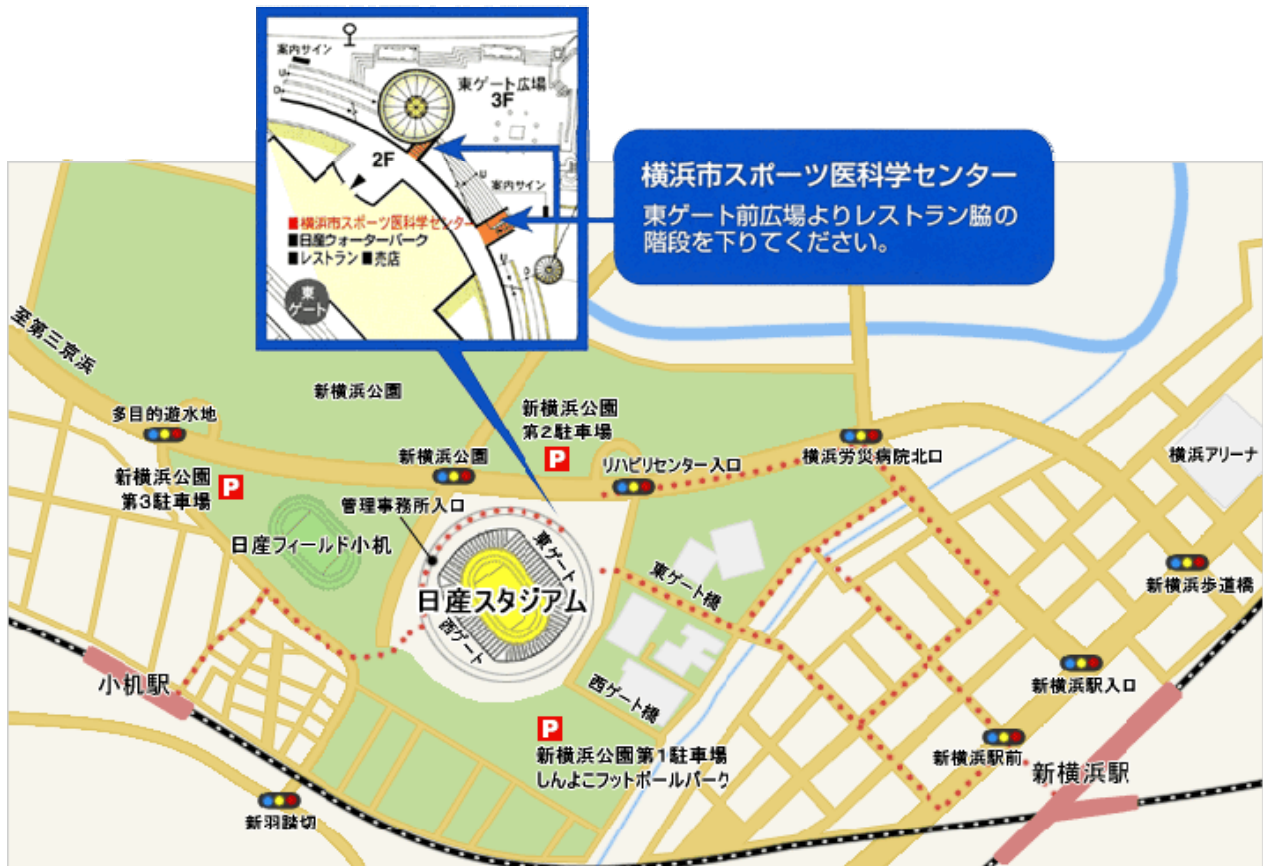 案内サイン
東ゲート広場
3F
2F
案内サイン
■横浜市スポーツ医科学センター
■日産ウォーターパーク
■レストラン ■売店
東
ゲート
U
D
U
U
D
横浜市スポーツ医科学センター
東ゲート前広場よりレストラン脇の
階段を下りてください。
至第三京浜
新横浜公園
多目的遊水地
新横浜公園
第2駐車場
P
新横浜公園
リハビリセンター入口
横浜労災病院北口
横浜アリーナ
新横浜公園
第3駐車場
P
管理事務所入口
日産フィールド小机
東ゲート
日産スタジアム
西ゲート
東ゲート橋
新横浜歩道橋
小机駅
西ゲート橋
新横浜駅入口
P
新横浜公園第1駐車場
しんよこフットボールパーク
新横浜駅前
新横浜駅
新羽踏切